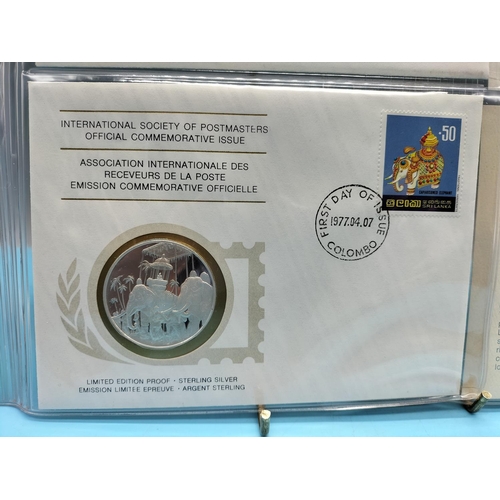 INTERNATIONAL SOCIETY OF POSTMASTERS
OFFICIAL COMMEMORATIVE ISSUE
ASSOCIATION INTERNATIONALE DES
RECEVEURS DE LA POSTE
EMISSION COMMEMORATIVE OFFICIELLE
LIMITED EDITION PROOF · STERLING SILVER
EMISSION LIMITEE EPREUVE · ARGENT STERLING
FIRST DAY OF ISSUE
1977.04.07
COLOMBO
.50
SRI LANKA